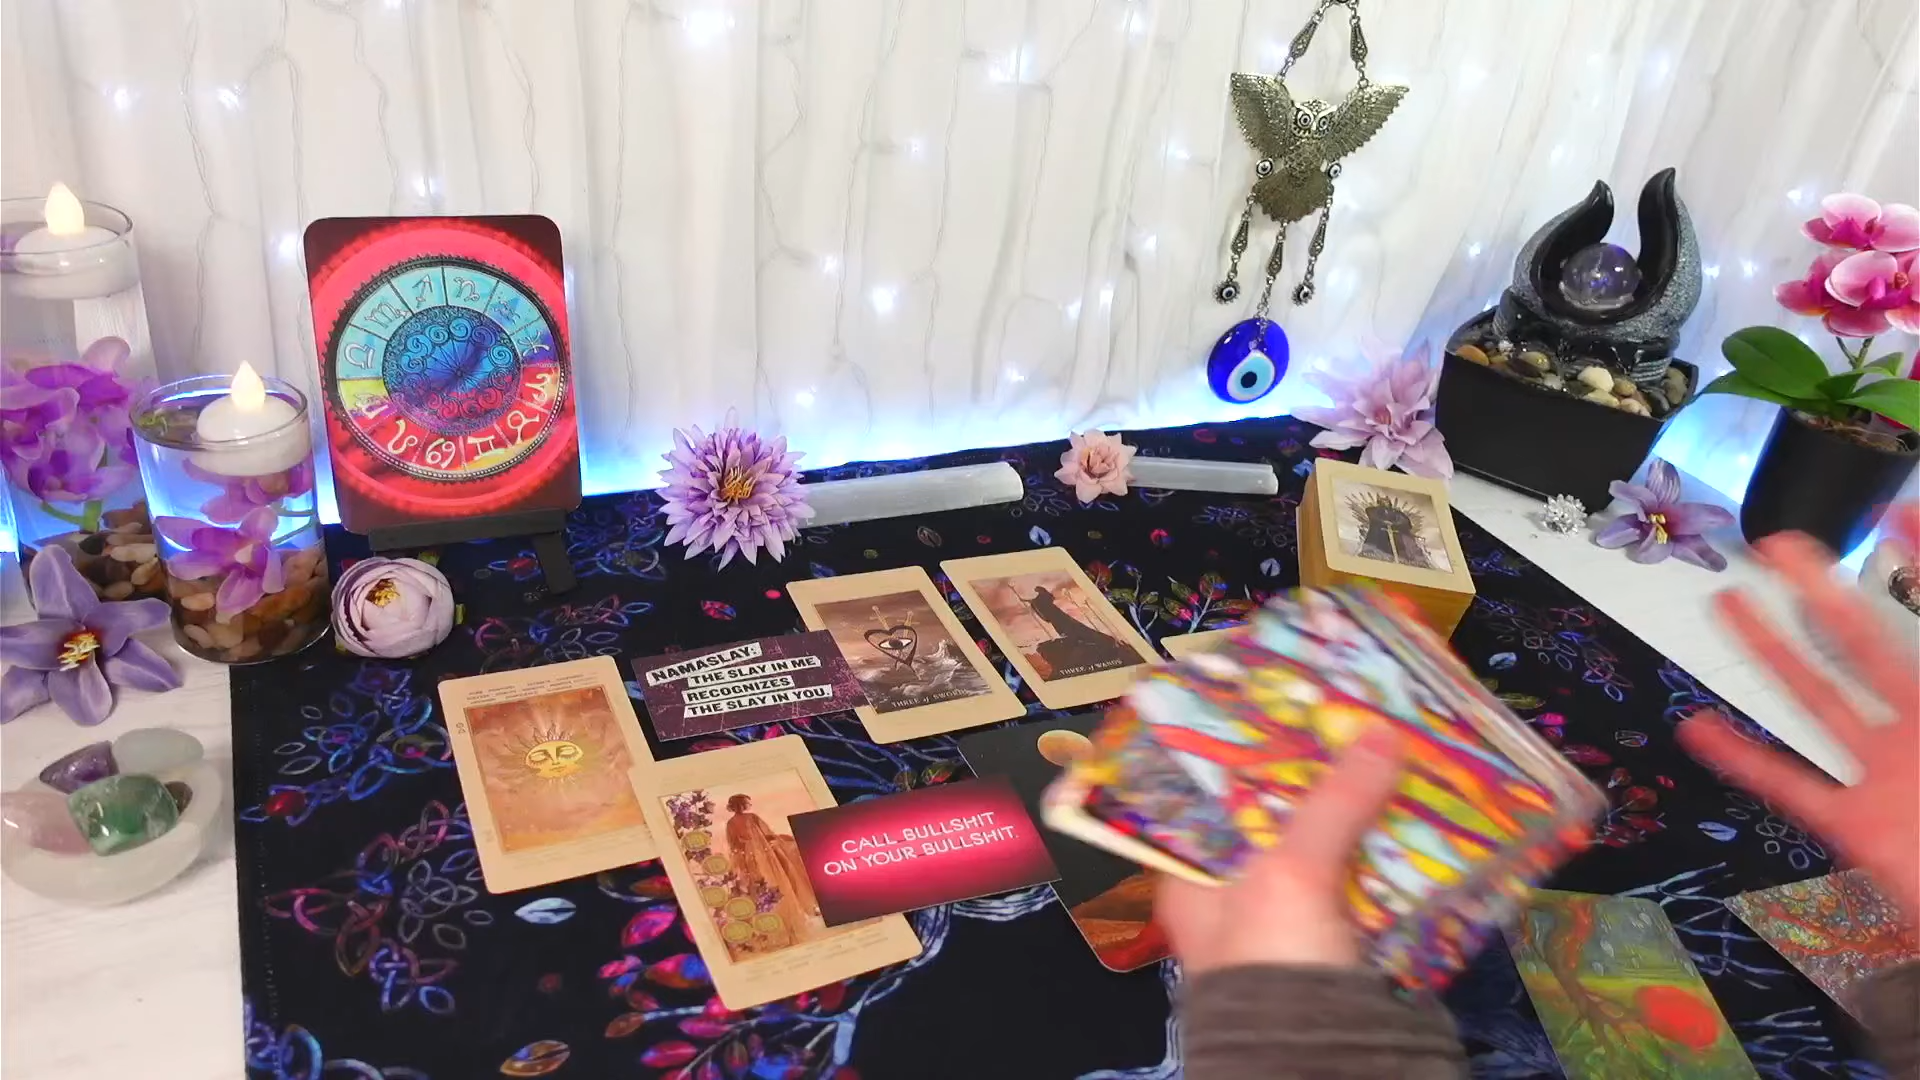 NAMASLAY:
THE SLAY IN ME
RECOGNIZES
THE SLAY IN YOU.
THREE of SWORDS
THREE of WANDS
CALL BULLSHIT
ON YOUR BULLSHIT.